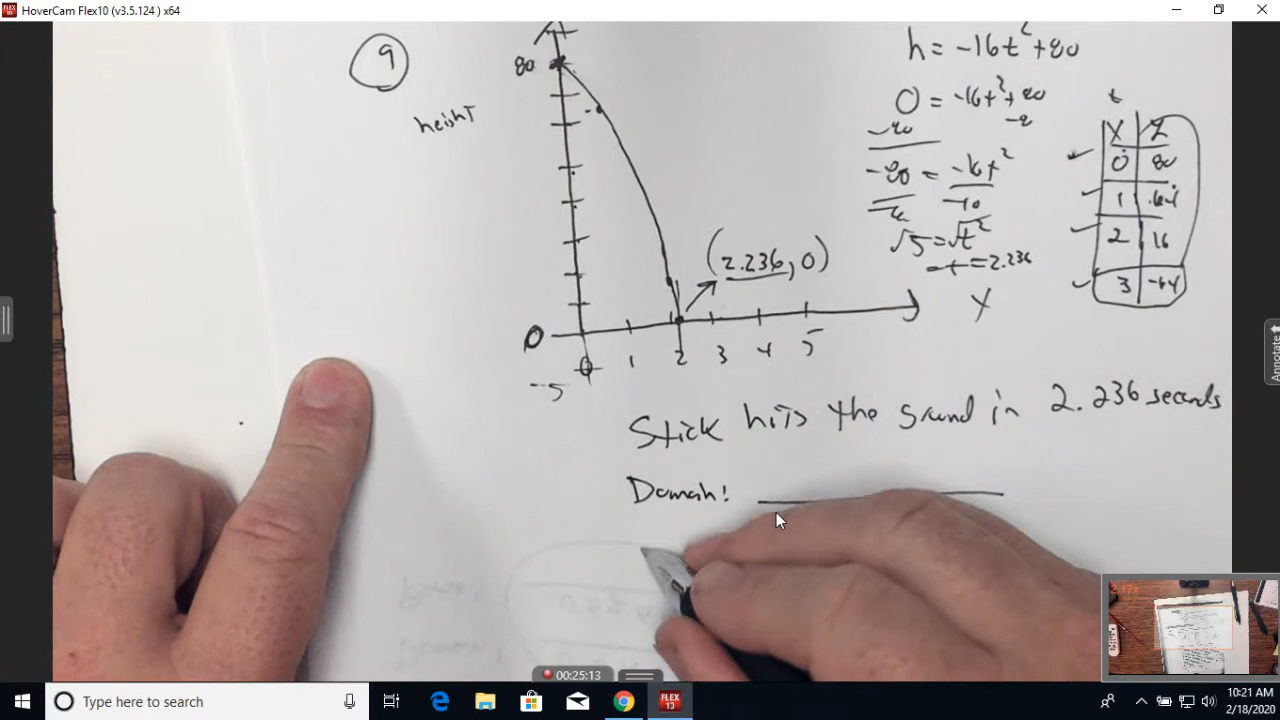 HoverCam Flex10 (v3.5.124 ) x64
9
80
height
0
-5
0
1
2
3
4
5
(2.236, 0)
h = -16t² + 80
0 = -16t² + 80
-80
-80 = -16t²
√5 = √t²
t = 2.236
t
X
0 80
1 64
2 16
3 -64
Stick hits the ground in 2.236 seconds
Domain:
Annotate
00:25:13
Type here to search
FLEX
10
10:21 AM
2/18/2020